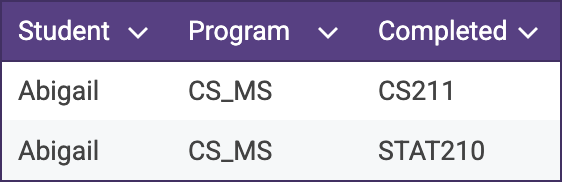 Student Program Completed
Abigail CS_MS CS211
Abigail CS_MS STAT210